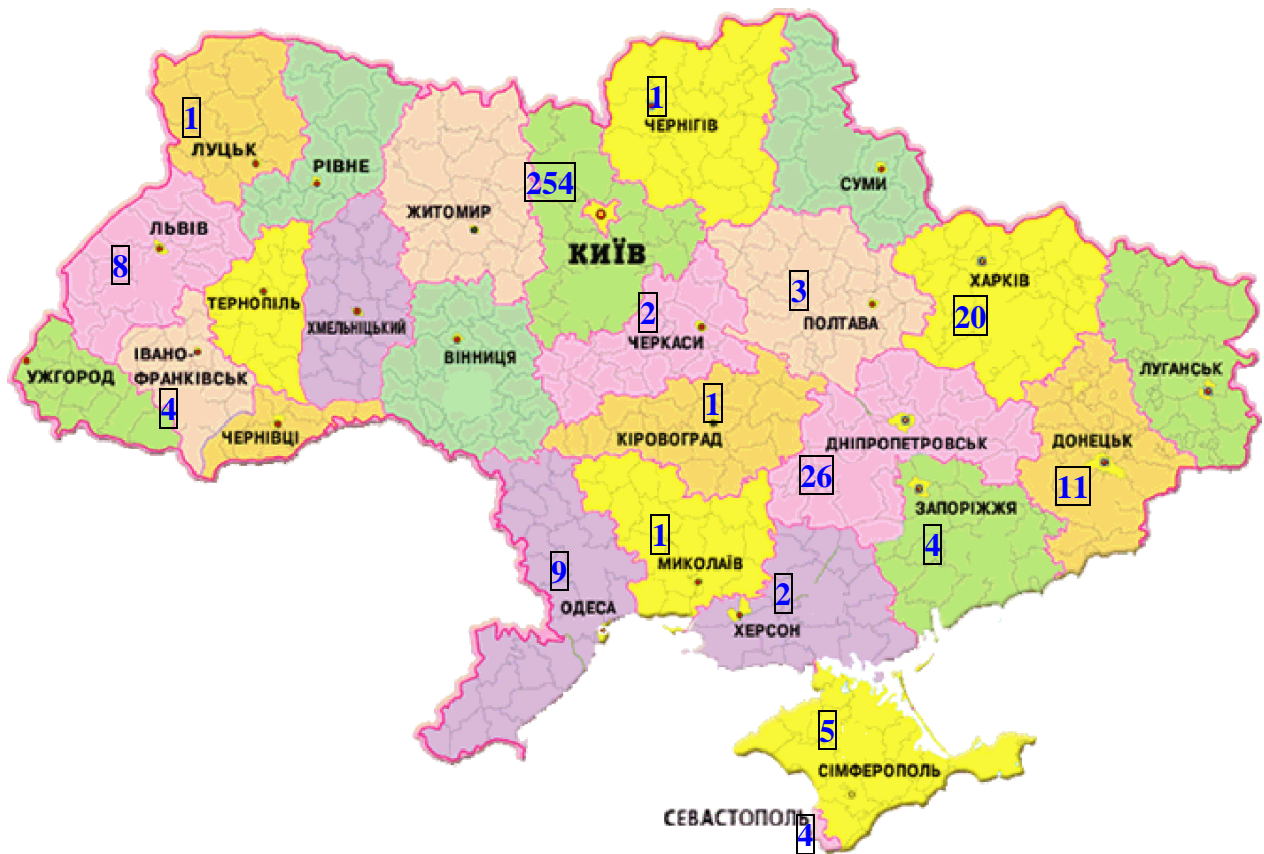 1
ЧЕРНІГІВ
1
ЛУЦЬК
РІВНЕ
254
СУМИ
ЖИТОМИР
ЛЬВІВ
8
КИЇВ
ХАРКІВ
20
3
ПОЛТАВА
ТЕРНОПІЛЬ
2
ЧЕРКАСИ
ХМЕЛЬНІЦЬКИЙ
ВІННИЦЯ
ІВАНО-
ФРАНКІВСЬК
4
УЖГОРОД
ЛУГАНСЬК
1
КІРОВОГРАД
ЧЕРНІВЦІ
ДНІПРОПЕТРОВСЬК
26
ДОНЕЦЬК
11
ЗАПОРІЖЖЯ
4
1
МИКОЛАЇВ
9
ОДЕСА
2
ХЕРСОН
5
СІМФЕРОПОЛЬ
СЕВАСТОПОЛЬ
4